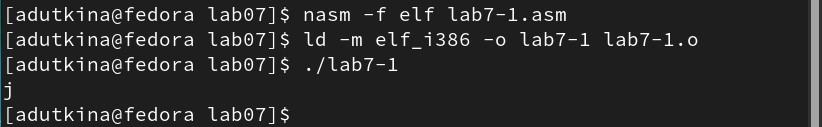 [adutkina@fedora lab07]$ nasm -f elf lab7-1.asm
[adutkina@fedora lab07]$ ld -m elf_i386 -o lab7-1 lab7-1.o
[adutkina@fedora lab07]$ ./lab7-1
j
[adutkina@fedora lab07]$